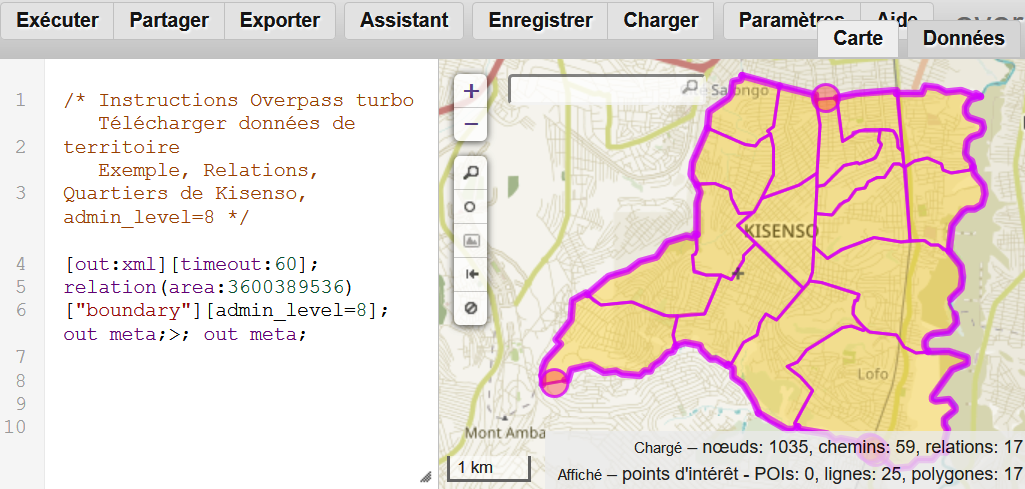 Exécuter Partager Exporter Assistant Enregistrer Charger Paramètres Aide
Carte Données
1 /* Instructions Overpass turbo
Télécharger données de
2 territoire
Exemple, Relations,
3 Quartiers de Kisenso,
admin_level=8 */
4 [out:xml][timeout:60];
5 relation(area:3600389536)
6 ["boundary"][admin_level=8];
out meta;>; out meta;
7
8
9
10
+
−
Salongo
KISENSO
Lofo
Mont Amba
1 km
Chargé – nœuds: 1035, chemins: 59, relations: 17
Affiché – points d'intérêt - POIs: 0, lignes: 25, polygones: 17